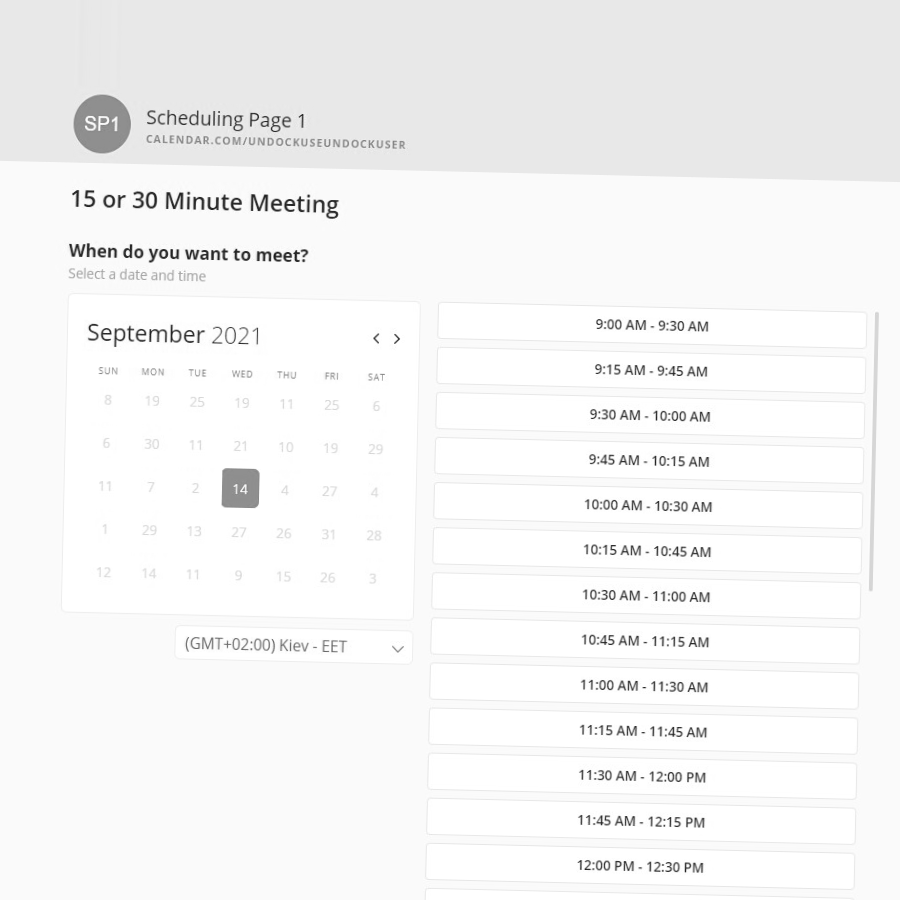 SP1
Scheduling Page 1
CALENDAR.COM/UNDOCKUSEUNDOCKUSER
15 or 30 Minute Meeting
When do you want to meet?
Select a date and time
September 2021
SUN MON TUE WED THU FRI SAT
8 19 25 19 11 25 6
6 30 11 21 10 19 29
11 7 2 14 4 27 4
1 29 13 27 26 31 28
12 14 11 9 15 26 3
(GMT+02:00) Kiev - EET
9:00 AM - 9:30 AM
9:15 AM - 9:45 AM
9:30 AM - 10:00 AM
9:45 AM - 10:15 AM
10:00 AM - 10:30 AM
10:15 AM - 10:45 AM
10:30 AM - 11:00 AM
10:45 AM - 11:15 AM
11:00 AM - 11:30 AM
11:15 AM - 11:45 AM
11:30 AM - 12:00 PM
11:45 AM - 12:15 PM
12:00 PM - 12:30 PM